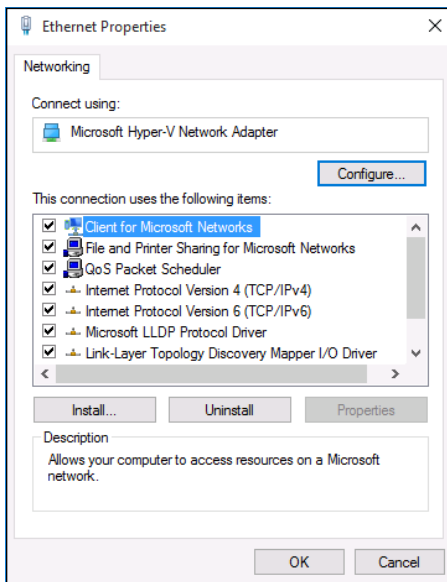 Ethernet Properties
Networking
Connect using:
Microsoft Hyper-V Network Adapter
Configure...
This connection uses the following items:
Client for Microsoft Networks
File and Printer Sharing for Microsoft Networks
QoS Packet Scheduler
Internet Protocol Version 4 (TCP/IPv4)
Internet Protocol Version 6 (TCP/IPv6)
Microsoft LLDP Protocol Driver
Link-Layer Topology Discovery Mapper I/O Driver
Install... Uninstall Properties
Description
Allows your computer to access resources on a Microsoft
network.
OK Cancel